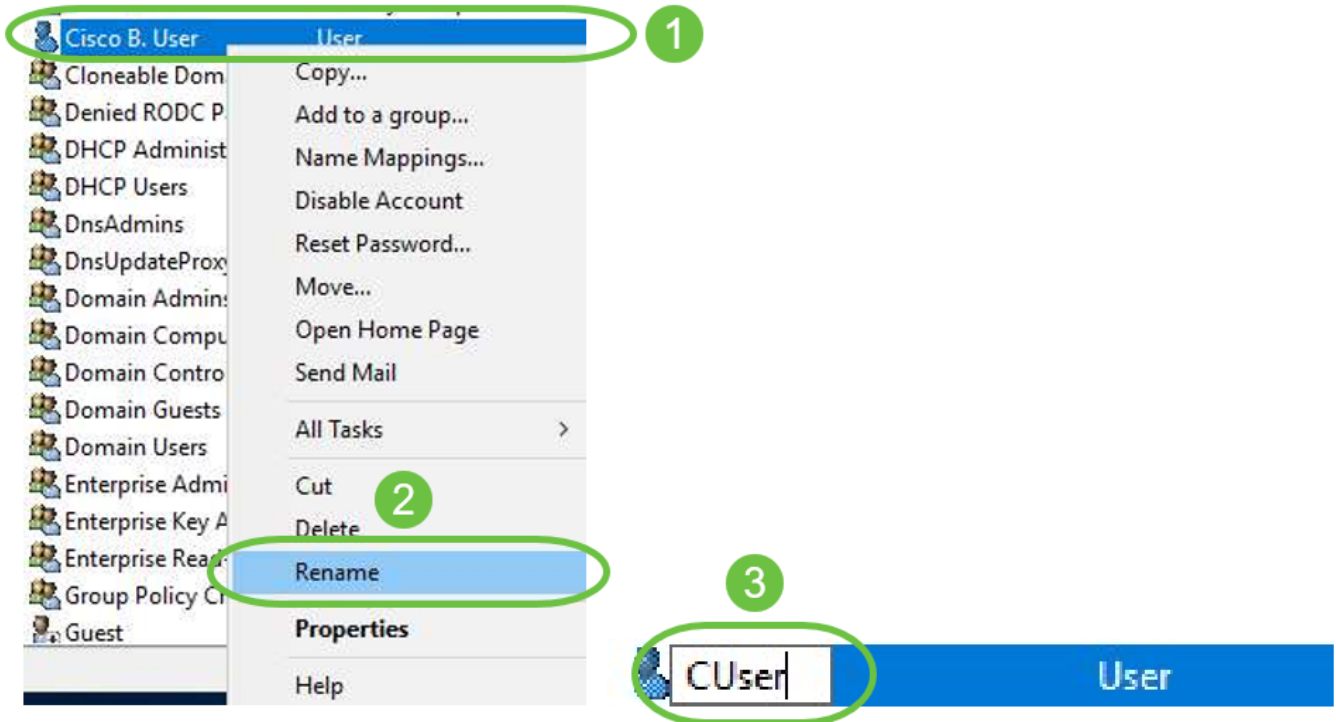 Cisco B. User User
1
Cloneable Dom
Denied RODC P
DHCP Administ
DHCP Users
DnsAdmins
DnsUpdateProxy
Domain Admins
Domain Compu
Domain Contro
Domain Guests
Domain Users
Enterprise Admi
Enterprise Key A
Enterprise Read-
Group Policy Cr
Guest
Copy...
Add to a group...
Name Mappings...
Disable Account
Reset Password...
Move...
Open Home Page
Send Mail
All Tasks >
Cut
2
Delete
Rename
Properties
Help
3
CUser User